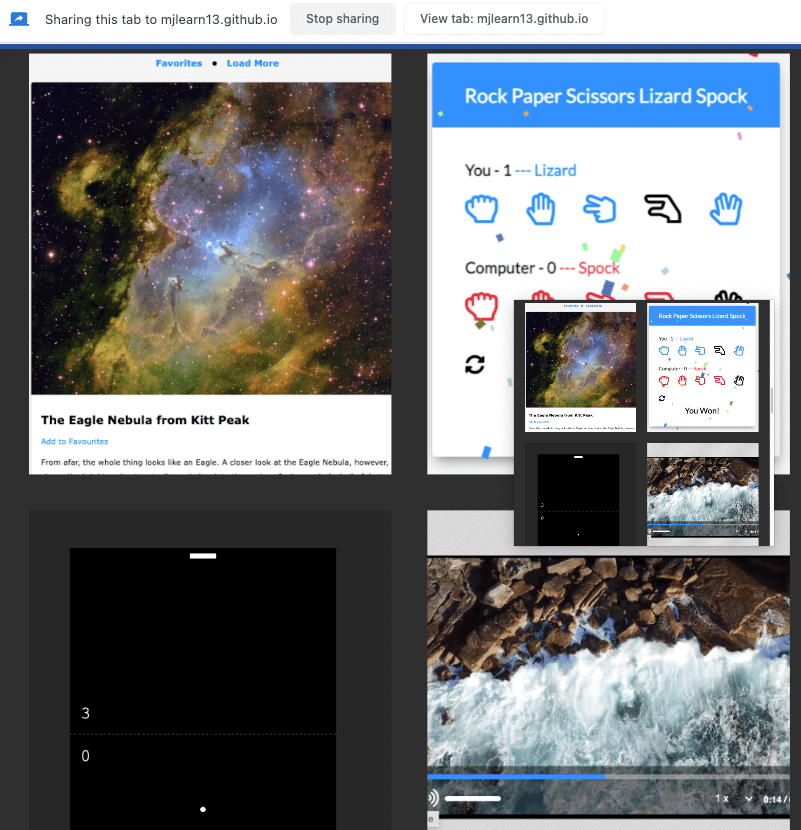 Sharing this tab to mjlearn13.github.io
Stop sharing
View tab: mjlearn13.github.io
Favorites • Load More
The Eagle Nebula from Kitt Peak
Add to Favourites
From afar, the whole thing looks like an Eagle. A closer look at the Eagle Nebula, however,
Rock Paper Scissors Lizard Spock
You - 1 --- Lizard
Computer - 0 --- Spock
The Eagle Nebula from Kitt Peak
Rock Paper Scissors Lizard Spock
You - 1 --- Lizard
Computer - 0 --- Spock
You Won!
3
0
3
0
1 x
0:14 /